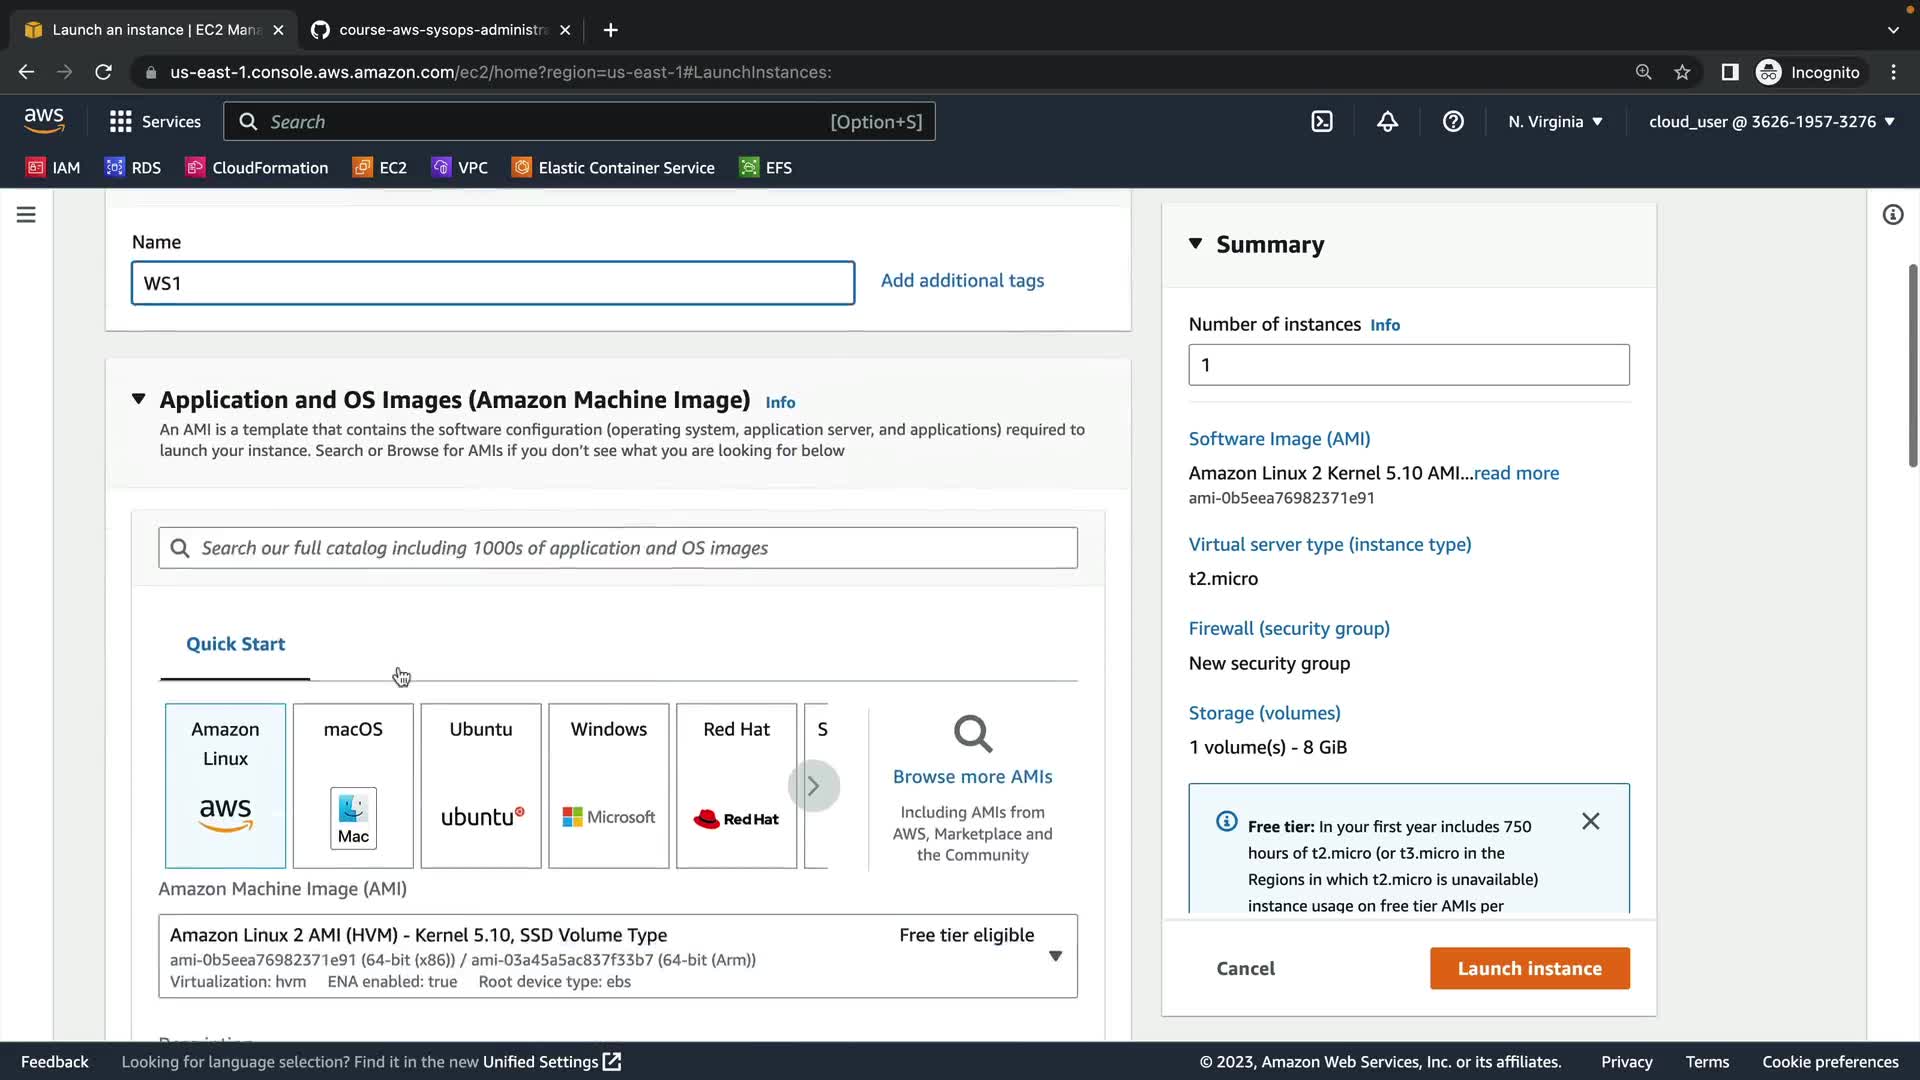 Launch an instance | EC2 Mana
course-aws-sysops-administra
us-east-1.console.aws.amazon.com/ec2/home?region=us-east-1#LaunchInstances:
Incognito
aws
Services
Search
[Option+S]
N. Virginia
cloud_user @ 3626-1957-3276
IAM
RDS
CloudFormation
EC2
VPC
Elastic Container Service
EFS
Name
WS1
Add additional tags
Application and OS Images (Amazon Machine Image) Info
An AMI is a template that contains the software configuration (operating system, application server, and applications) required to
launch your instance. Search or Browse for AMIs if you don't see what you are looking for below
Search our full catalog including 1000s of application and OS images
Quick Start
Amazon
Linux
aws
macOS
Mac
Ubuntu
ubuntu
Windows
Microsoft
Red Hat
Red Hat
S
Browse more AMIs
Including AMIs from
AWS, Marketplace and
the Community
Amazon Machine Image (AMI)
Amazon Linux 2 AMI (HVM) - Kernel 5.10, SSD Volume Type
Free tier eligible
ami-0b5eea76982371e91 (64-bit (x86)) / ami-03a45a5ac837f33b7 (64-bit (Arm))
Virtualization: hvm ENA enabled: true Root device type: ebs
Summary
Number of instances Info
1
Software Image (AMI)
Amazon Linux 2 Kernel 5.10 AMI...read more
ami-0b5eea76982371e91
Virtual server type (instance type)
t2.micro
Firewall (security group)
New security group
Storage (volumes)
1 volume(s) - 8 GiB
Free tier: In your first year includes 750
hours of t2.micro (or t3.micro in the
Regions in which t2.micro is unavailable)
instance usage on free tier AMIs per
Cancel
Launch instance
Feedback
Looking for language selection? Find it in the new Unified Settings
© 2023, Amazon Web Services, Inc. or its affiliates.
Privacy
Terms
Cookie preferences